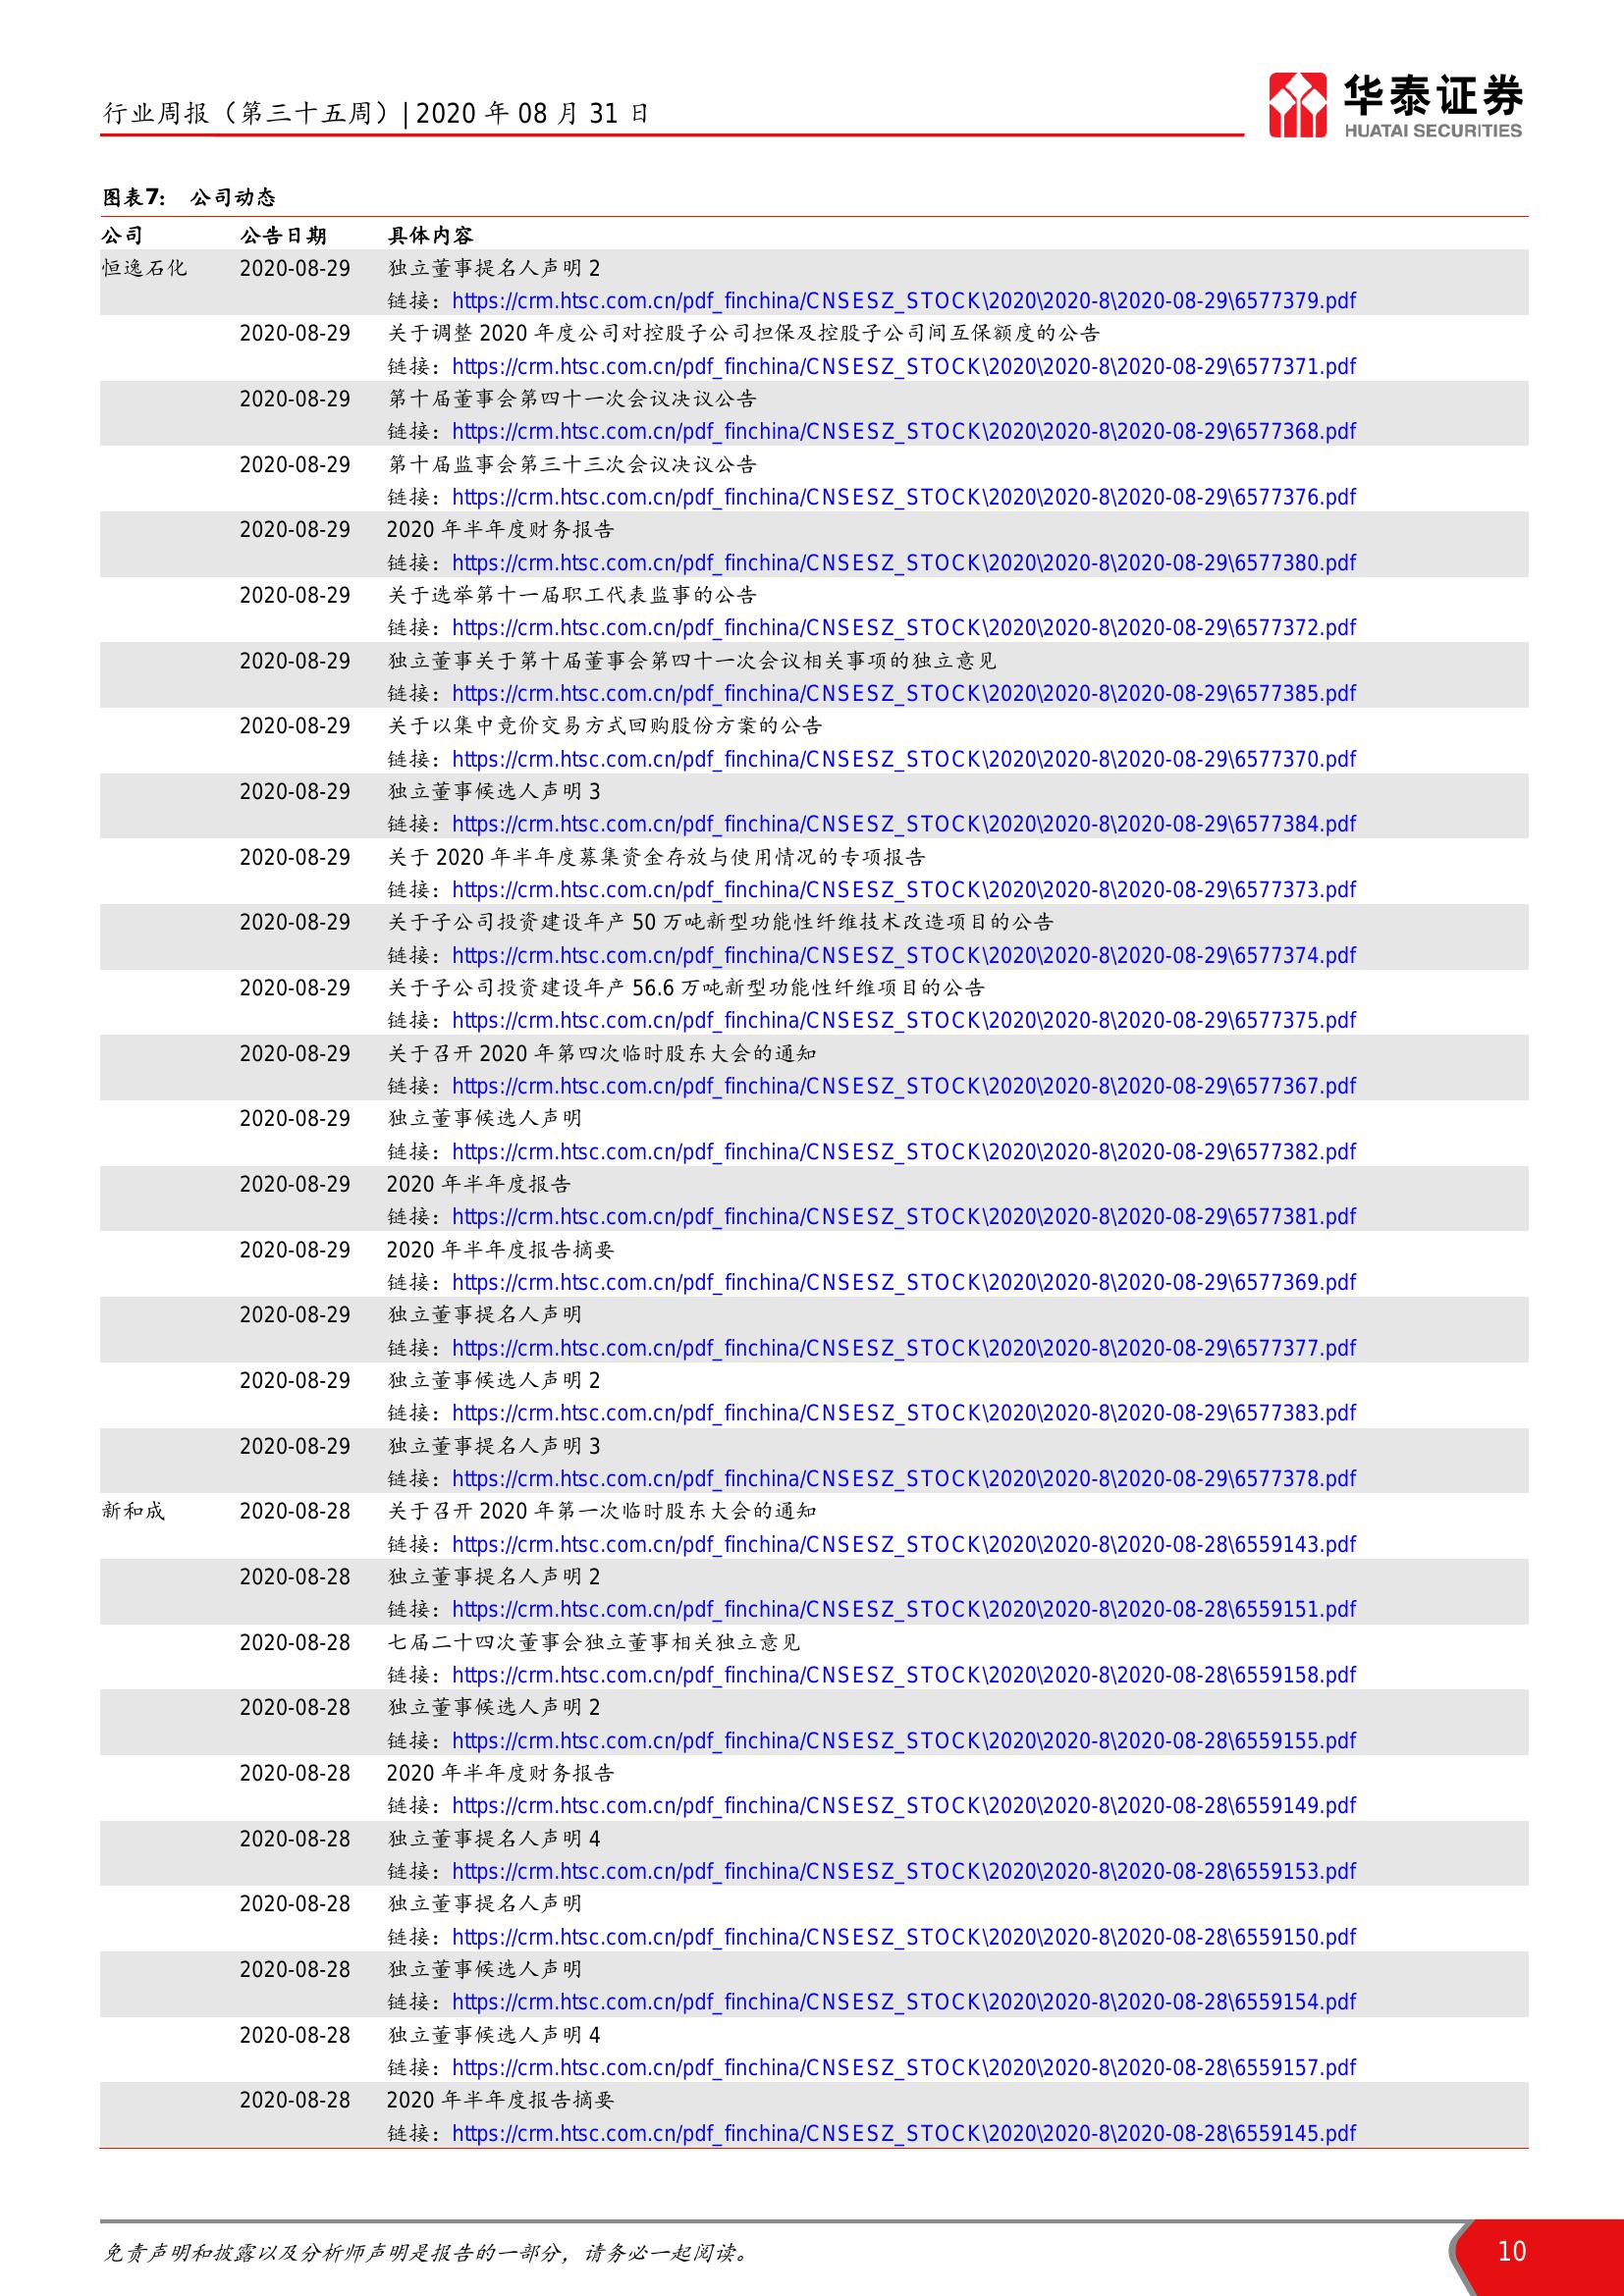 行业周报（第三十五周）| 2020 年 08 月 31 日
华泰证券
HUATAI SECURITIES
图表7： 公司动态
公司 公告日期 具体内容
恒逸石化 2020-08-29 独立董事提名人声明 2
链接：https://crm.htsc.com.cn/pdf_finchina/CNSESZ_STOCK\2020\2020-8\2020-08-29\6577379.pdf
2020-08-29 关于调整 2020 年度公司对控股子公司担保及控股子公司间互保额度的公告
链接：https://crm.htsc.com.cn/pdf_finchina/CNSESZ_STOCK\2020\2020-8\2020-08-29\6577371.pdf
2020-08-29 第十届董事会第四十一次会议决议公告
链接：https://crm.htsc.com.cn/pdf_finchina/CNSESZ_STOCK\2020\2020-8\2020-08-29\6577368.pdf
2020-08-29 第十届监事会第三十三次会议决议公告
链接：https://crm.htsc.com.cn/pdf_finchina/CNSESZ_STOCK\2020\2020-8\2020-08-29\6577376.pdf
2020-08-29 2020 年半年度财务报告
链接：https://crm.htsc.com.cn/pdf_finchina/CNSESZ_STOCK\2020\2020-8\2020-08-29\6577380.pdf
2020-08-29 关于选举第十一届职工代表监事的公告
链接：https://crm.htsc.com.cn/pdf_finchina/CNSESZ_STOCK\2020\2020-8\2020-08-29\6577372.pdf
2020-08-29 独立董事关于第十届董事会第四十一次会议相关事项的独立意见
链接：https://crm.htsc.com.cn/pdf_finchina/CNSESZ_STOCK\2020\2020-8\2020-08-29\6577385.pdf
2020-08-29 关于以集中竞价交易方式回购股份方案的公告
链接：https://crm.htsc.com.cn/pdf_finchina/CNSESZ_STOCK\2020\2020-8\2020-08-29\6577370.pdf
2020-08-29 独立董事候选人声明 3
链接：https://crm.htsc.com.cn/pdf_finchina/CNSESZ_STOCK\2020\2020-8\2020-08-29\6577384.pdf
2020-08-29 关于 2020 年半年度募集资金存放与使用情况的专项报告
链接：https://crm.htsc.com.cn/pdf_finchina/CNSESZ_STOCK\2020\2020-8\2020-08-29\6577373.pdf
2020-08-29 关于子公司投资建设年产 50 万吨新型功能性纤维技术改造项目的公告
链接：https://crm.htsc.com.cn/pdf_finchina/CNSESZ_STOCK\2020\2020-8\2020-08-29\6577374.pdf
2020-08-29 关于子公司投资建设年产 56.6 万吨新型功能性纤维项目的公告
链接：https://crm.htsc.com.cn/pdf_finchina/CNSESZ_STOCK\2020\2020-8\2020-08-29\6577375.pdf
2020-08-29 关于召开 2020 年第四次临时股东大会的通知
链接：https://crm.htsc.com.cn/pdf_finchina/CNSESZ_STOCK\2020\2020-8\2020-08-29\6577367.pdf
2020-08-29 独立董事候选人声明
链接：https://crm.htsc.com.cn/pdf_finchina/CNSESZ_STOCK\2020\2020-8\2020-08-29\6577382.pdf
2020-08-29 2020 年半年度报告
链接：https://crm.htsc.com.cn/pdf_finchina/CNSESZ_STOCK\2020\2020-8\2020-08-29\6577381.pdf
2020-08-29 2020 年半年度报告摘要
链接：https://crm.htsc.com.cn/pdf_finchina/CNSESZ_STOCK\2020\2020-8\2020-08-29\6577369.pdf
2020-08-29 独立董事提名人声明
链接：https://crm.htsc.com.cn/pdf_finchina/CNSESZ_STOCK\2020\2020-8\2020-08-29\6577377.pdf
2020-08-29 独立董事候选人声明 2
链接：https://crm.htsc.com.cn/pdf_finchina/CNSESZ_STOCK\2020\2020-8\2020-08-29\6577383.pdf
2020-08-29 独立董事提名人声明 3
链接：https://crm.htsc.com.cn/pdf_finchina/CNSESZ_STOCK\2020\2020-8\2020-08-29\6577378.pdf
新和成 2020-08-28 关于召开 2020 年第一次临时股东大会的通知
链接：https://crm.htsc.com.cn/pdf_finchina/CNSESZ_STOCK\2020\2020-8\2020-08-28\6559143.pdf
2020-08-28 独立董事提名人声明 2
链接：https://crm.htsc.com.cn/pdf_finchina/CNSESZ_STOCK\2020\2020-8\2020-08-28\6559151.pdf
2020-08-28 七届二十四次董事会独立董事相关独立意见
链接：https://crm.htsc.com.cn/pdf_finchina/CNSESZ_STOCK\2020\2020-8\2020-08-28\6559158.pdf
2020-08-28 独立董事候选人声明 2
链接：https://crm.htsc.com.cn/pdf_finchina/CNSESZ_STOCK\2020\2020-8\2020-08-28\6559155.pdf
2020-08-28 2020 年半年度财务报告
链接：https://crm.htsc.com.cn/pdf_finchina/CNSESZ_STOCK\2020\2020-8\2020-08-28\6559149.pdf
2020-08-28 独立董事提名人声明 4
链接：https://crm.htsc.com.cn/pdf_finchina/CNSESZ_STOCK\2020\2020-8\2020-08-28\6559153.pdf
2020-08-28 独立董事提名人声明
链接：https://crm.htsc.com.cn/pdf_finchina/CNSESZ_STOCK\2020\2020-8\2020-08-28\6559150.pdf
2020-08-28 独立董事候选人声明
链接：https://crm.htsc.com.cn/pdf_finchina/CNSESZ_STOCK\2020\2020-8\2020-08-28\6559154.pdf
2020-08-28 独立董事候选人声明 4
链接：https://crm.htsc.com.cn/pdf_finchina/CNSESZ_STOCK\2020\2020-8\2020-08-28\6559157.pdf
2020-08-28 2020 年半年度报告摘要
链接：https://crm.htsc.com.cn/pdf_finchina/CNSESZ_STOCK\2020\2020-8\2020-08-28\6559145.pdf
免责声明和披露以及分析师声明是报告的一部分，请务必一起阅读。
10